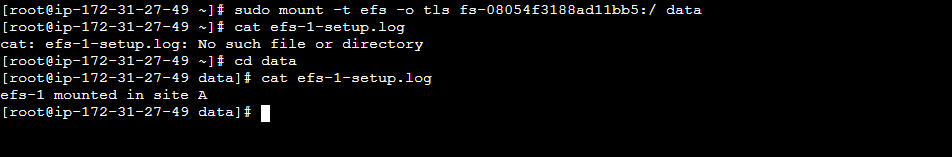 [root@ip-172-31-27-49 ~]# sudo mount -t efs -o tls fs-08054f3188ad11bb5:/ data
[root@ip-172-31-27-49 ~]# cat efs-1-setup.log
cat: efs-1-setup.log: No such file or directory
[root@ip-172-31-27-49 ~]# cd data
[root@ip-172-31-27-49 data]# cat efs-1-setup.log
efs-1 mounted in site A
[root@ip-172-31-27-49 data]#